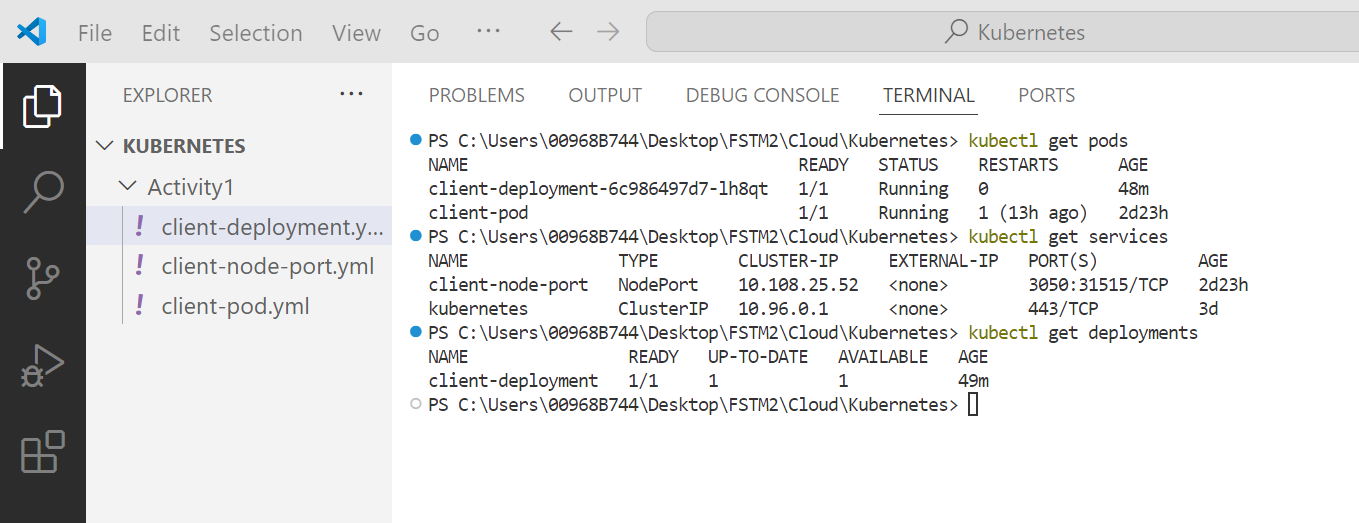 File Edit Selection View Go ··· Kubernetes
EXPLORER ···
KUBERNETES
Activity1
! client-deployment.y...
! client-node-port.yml
! client-pod.yml
PROBLEMS OUTPUT DEBUG CONSOLE TERMINAL PORTS
PS C:\Users\00968B744\Desktop\FSTM2\Cloud\Kubernetes> kubectl get pods
NAME READY STATUS RESTARTS AGE
client-deployment-6c986497d7-lh8qt 1/1 Running 0 48m
client-pod 1/1 Running 1 (13h ago) 2d23h
PS C:\Users\00968B744\Desktop\FSTM2\Cloud\Kubernetes> kubectl get services
NAME TYPE CLUSTER-IP EXTERNAL-IP PORT(S) AGE
client-node-port NodePort 10.108.25.52 <none> 3050:31515/TCP 2d23h
kubernetes ClusterIP 10.96.0.1 <none> 443/TCP 3d
PS C:\Users\00968B744\Desktop\FSTM2\Cloud\Kubernetes> kubectl get deployments
NAME READY UP-TO-DATE AVAILABLE AGE
client-deployment 1/1 1 1 49m
PS C:\Users\00968B744\Desktop\FSTM2\Cloud\Kubernetes>